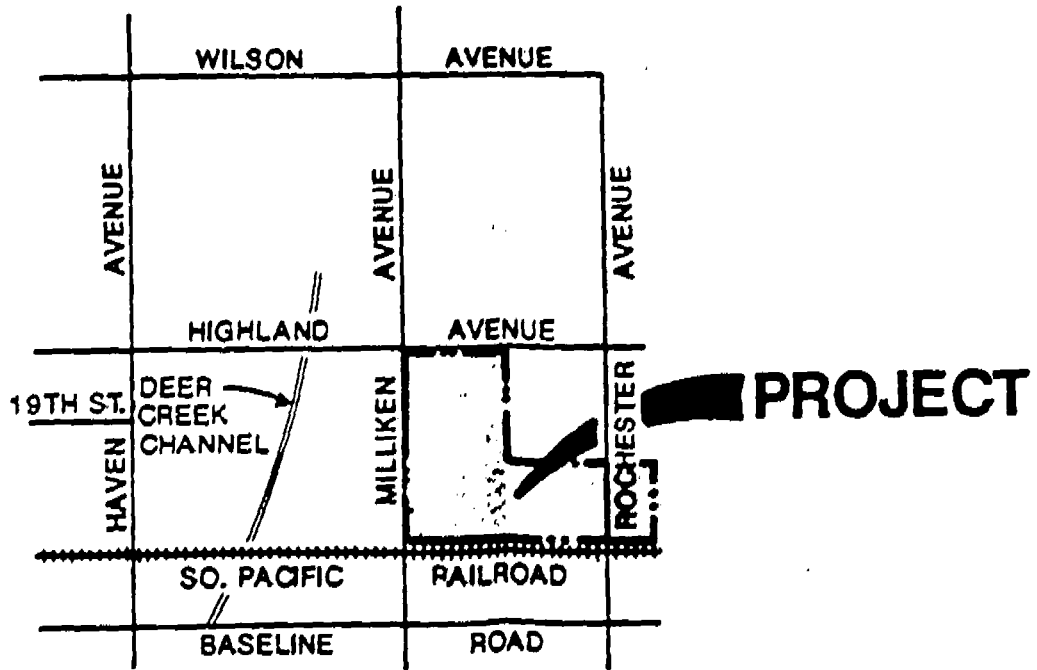 WILSON AVENUE
AVENUE
AVENUE
AVENUE
HIGHLAND AVENUE
19TH ST.
DEER
CREEK
CHANNEL
HAVEN
MILLIKEN
ROCHESTER
PROJECT
SO. PACIFIC RAILROAD
BASELINE ROAD